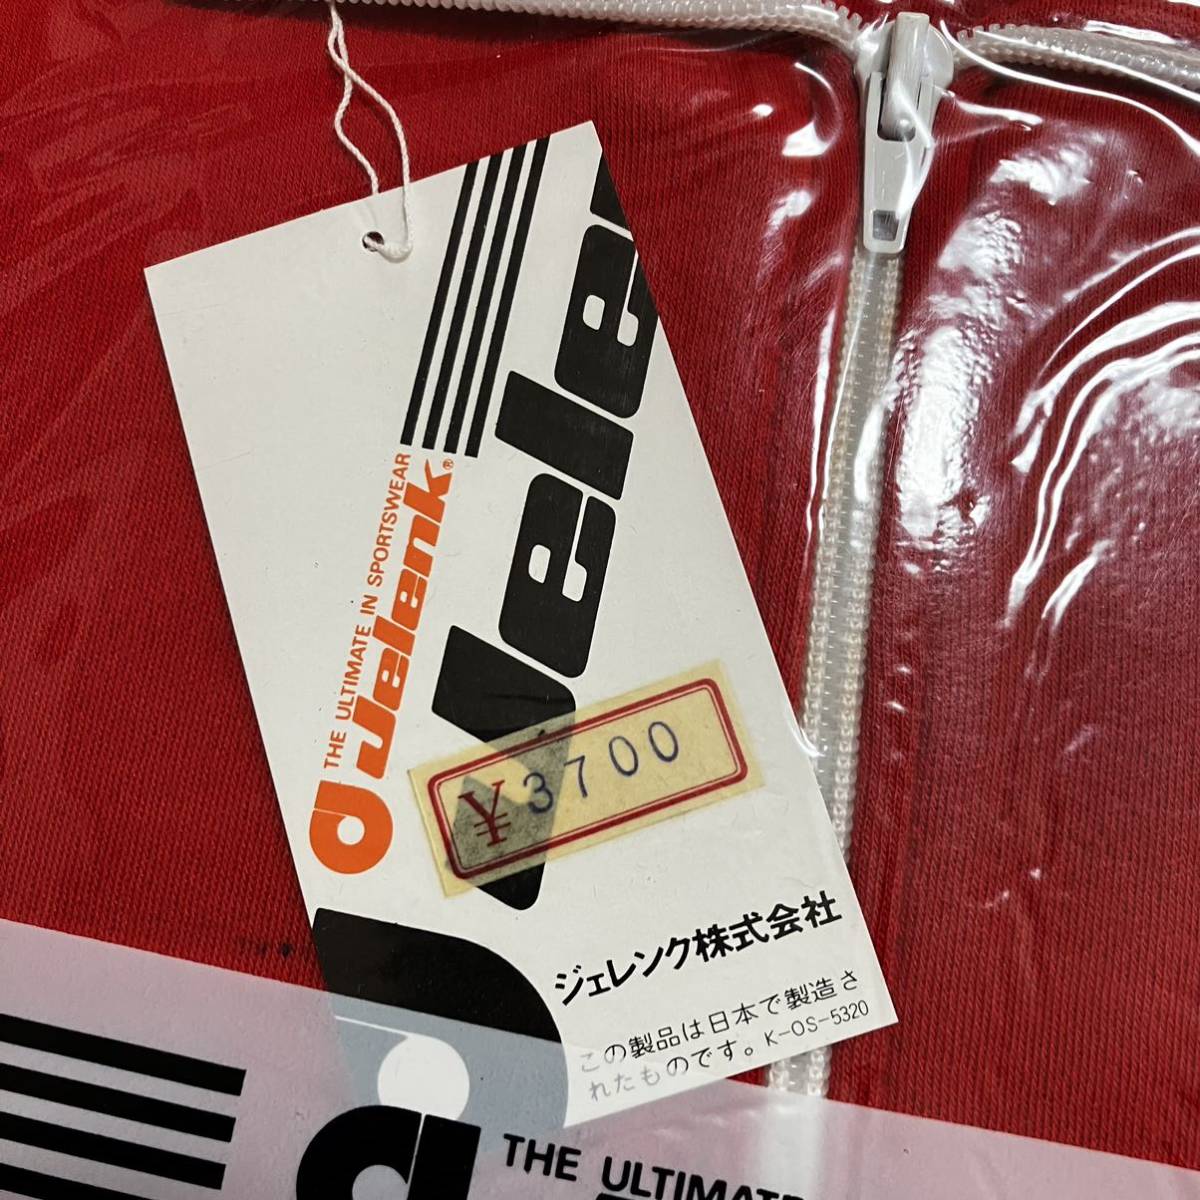 Jele
THE ULTIMATE IN SPORTSWEAR
Jelenk®
¥3700
ジェレンク株式会社
この製品は日本で製造さ
れたものです。K-OS-5320
THE ULTIMATE